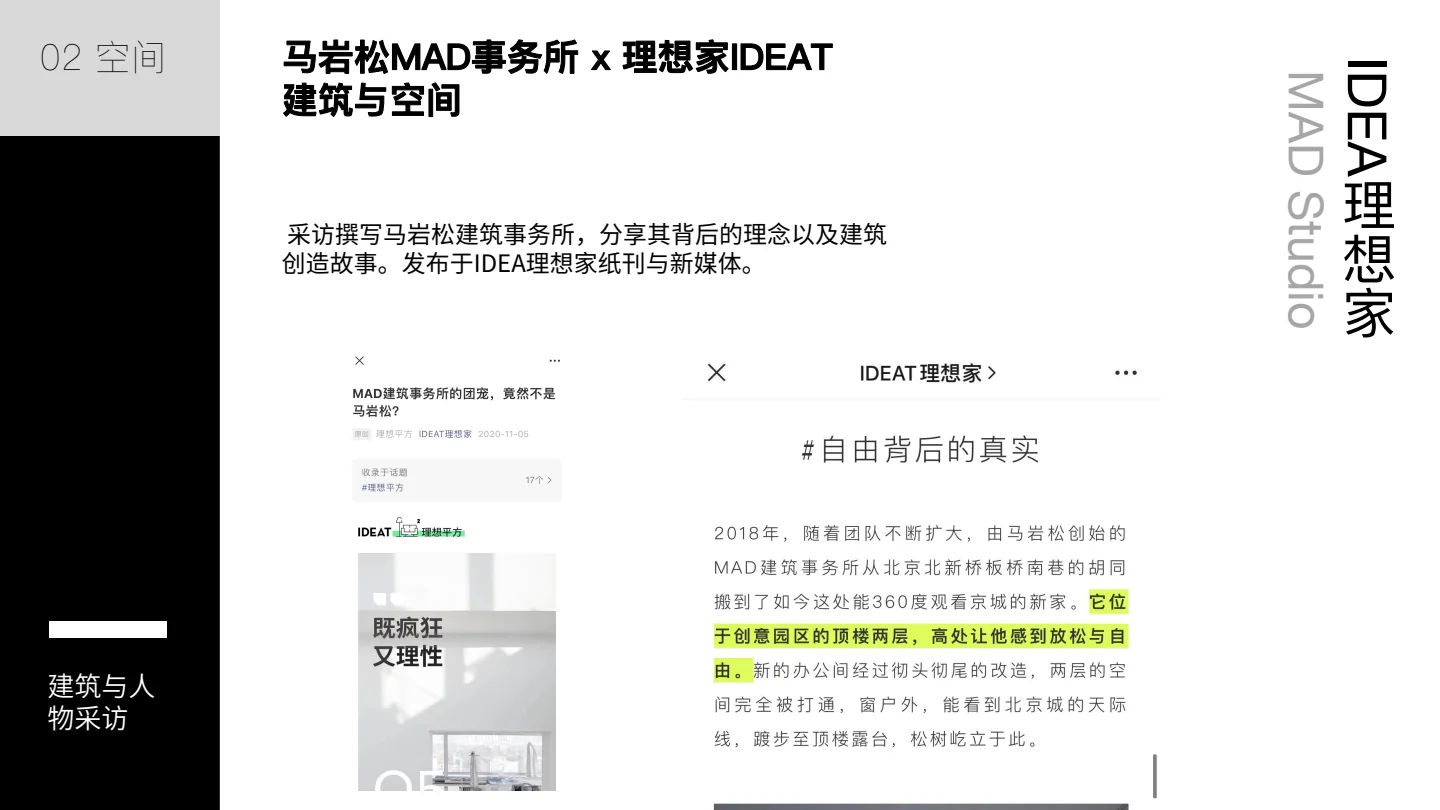 02 空间
马岩松MAD事务所 x 理想家IDEAT
建筑与空间
IDEA理想家
MAD Studio
采访撰写马岩松建筑事务所，分享其背后的理念以及建筑
创造故事。发布于IDEA理想家纸刊与新媒体。
建筑与人
物采访
MAD建筑事务所的团宠，竟然不是
马岩松？
原创 理想平方 IDEAT理想家 2020-11-05
收录于话题
#理想平方
17个
IDEAT 理想平方
既疯狂
又理性
05
IDEAT 理想家
#自由背后的真实
2018年，随着团队不断扩大，由马岩松创始的
MAD建筑事务所从北京北新桥板桥南巷的胡同
搬到了如今这处能360度观看京城的新家。它位
于创意园区的顶楼两层，高处让他感到放松与自
由。新的办公间经过彻头彻尾的改造，两层的空
间完全被打通，窗户外，能看到北京城的天际
线，踱步至顶楼露台，松树屹立于此。